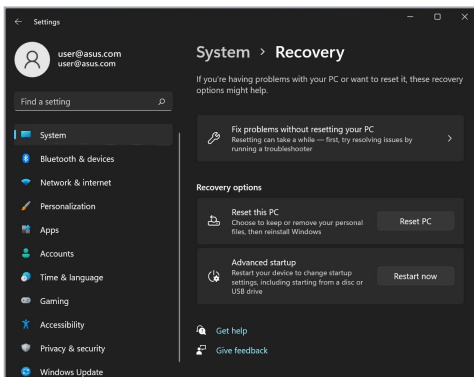 Settings
user@asus.com
user@asus.com
Find a setting
System
Bluetooth & devices
Network & internet
Personalization
Apps
Accounts
Time & language
Gaming
Accessibility
Privacy & security
Windows Update
System > Recovery
If you're having problems with your PC or want to reset it, these recovery
options might help.
Fix problems without resetting your PC
Resetting can take a while — first, try resolving issues by
running a troubleshooter
Recovery options
Reset this PC
Choose to keep or remove your personal
files, then reinstall Windows
Reset PC
Advanced startup
Restart your device to change startup
settings, including starting from a disc or
USB drive
Restart now
Get help
Give feedback